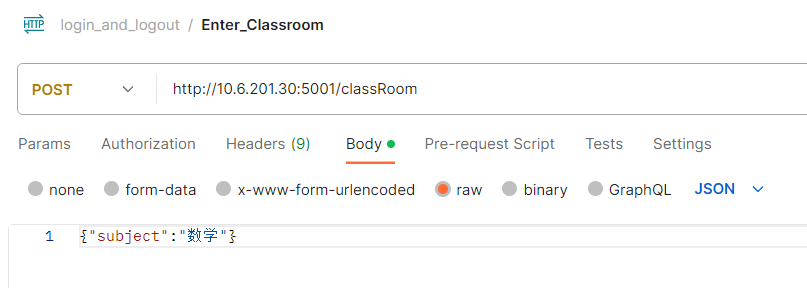 HTTP login_and_logout / Enter_Classroom
POST http://10.6.201.30:5001/classRoom
Params Authorization Headers (9) Body Pre-request Script Tests Settings
none form-data x-www-form-urlencoded raw binary GraphQL JSON
1 {"subject":"数学"}